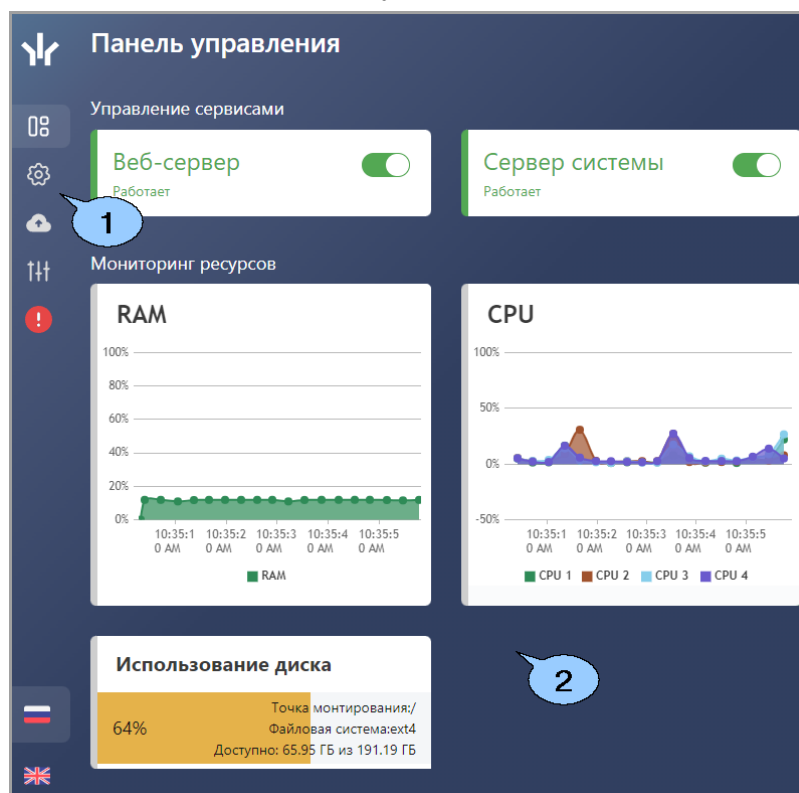 Панель управления
Управление сервисами
Веб-сервер
Работает
Сервер системы
Работает
1
Мониторинг ресурсов
RAM
100%
80%
60%
40%
20%
0%
10:35:1 10:35:2 10:35:3 10:35:4 10:35:5
0 AM 0 AM 0 AM 0 AM 0 AM
RAM
CPU
100%
50%
0%
-50%
10:35:1 10:35:2 10:35:3 10:35:4 10:35:5
0 AM 0 AM 0 AM 0 AM 0 AM
CPU 1 CPU 2 CPU 3 CPU 4
Использование диска
64%
Точка монтирования:/
Файловая система:ext4
Доступно: 65.95 ГБ из 191.19 ГБ
2